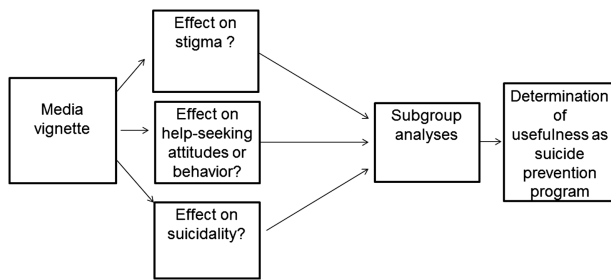 Media
vignette
Effect on
stigma ?
Effect on
help-seeking
attitudes or
behavior?
Effect on
suicidality?
Subgroup
analyses
Determination
of
usefulness as
suicide
prevention
program